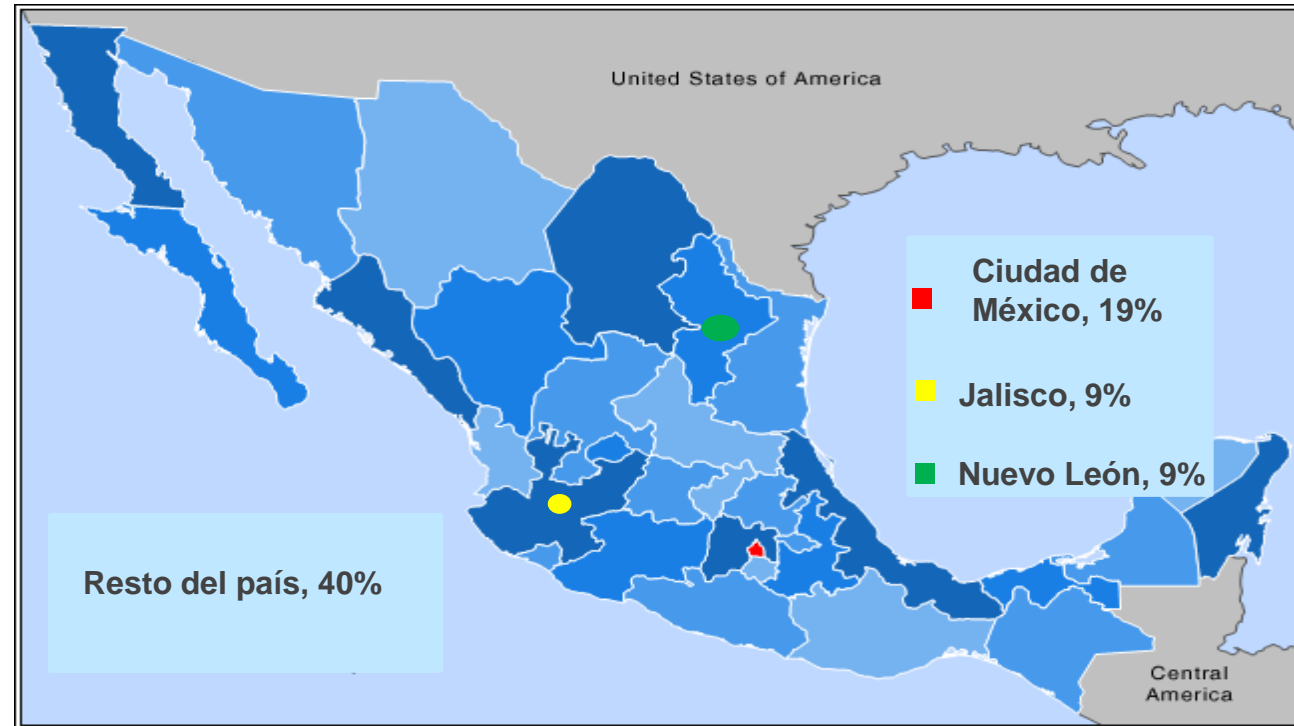 United States of America
Ciudad de
México, 19%
Jalisco, 9%
Nuevo León, 9%
Resto del país, 40%
Central
America